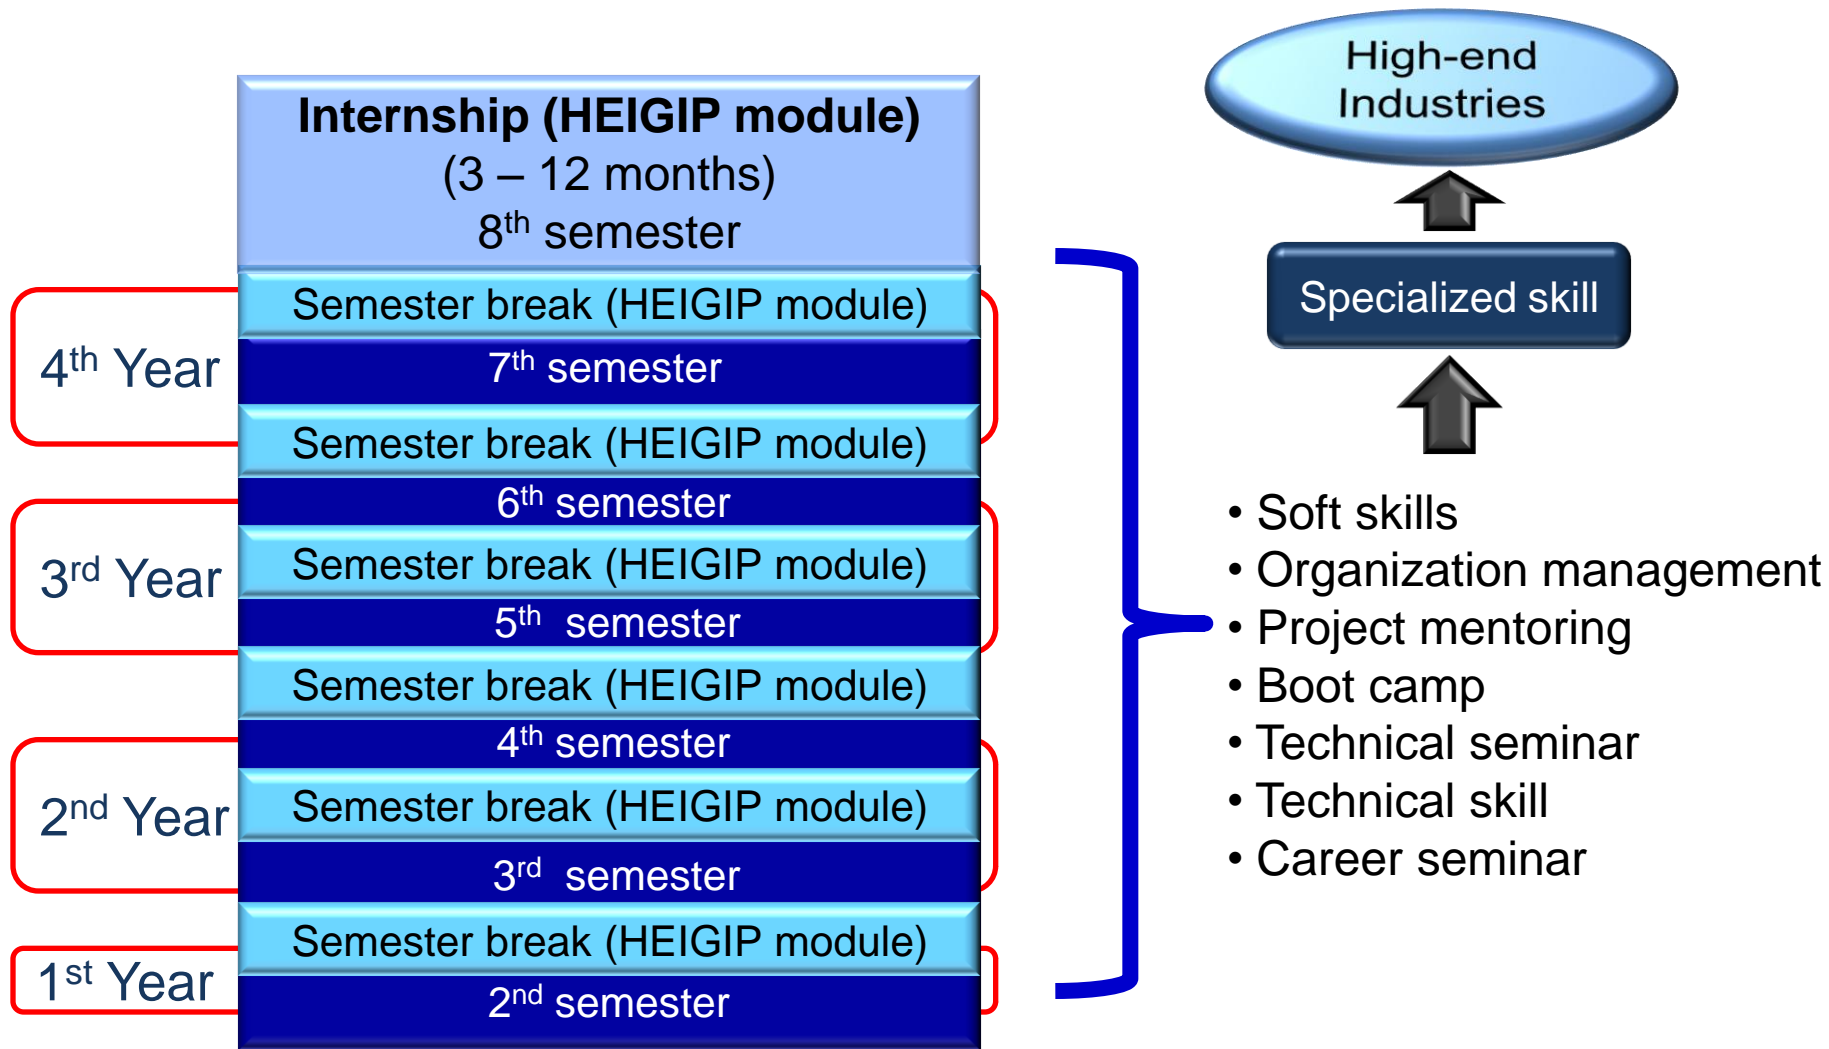 Internship (HEIGIP module)
(3 – 12 months)
8th semester
Semester break (HEIGIP module)
4th Year
7th semester
Semester break (HEIGIP module)
6th semester
3rd Year
Semester break (HEIGIP module)
5th semester
Semester break (HEIGIP module)
4th semester
2nd Year
Semester break (HEIGIP module)
3rd semester
Semester break (HEIGIP module)
1st Year
2nd semester
High-end
Industries
Specialized skill
• Soft skills
• Organization management
• Project mentoring
• Boot camp
• Technical seminar
• Technical skill
• Career seminar